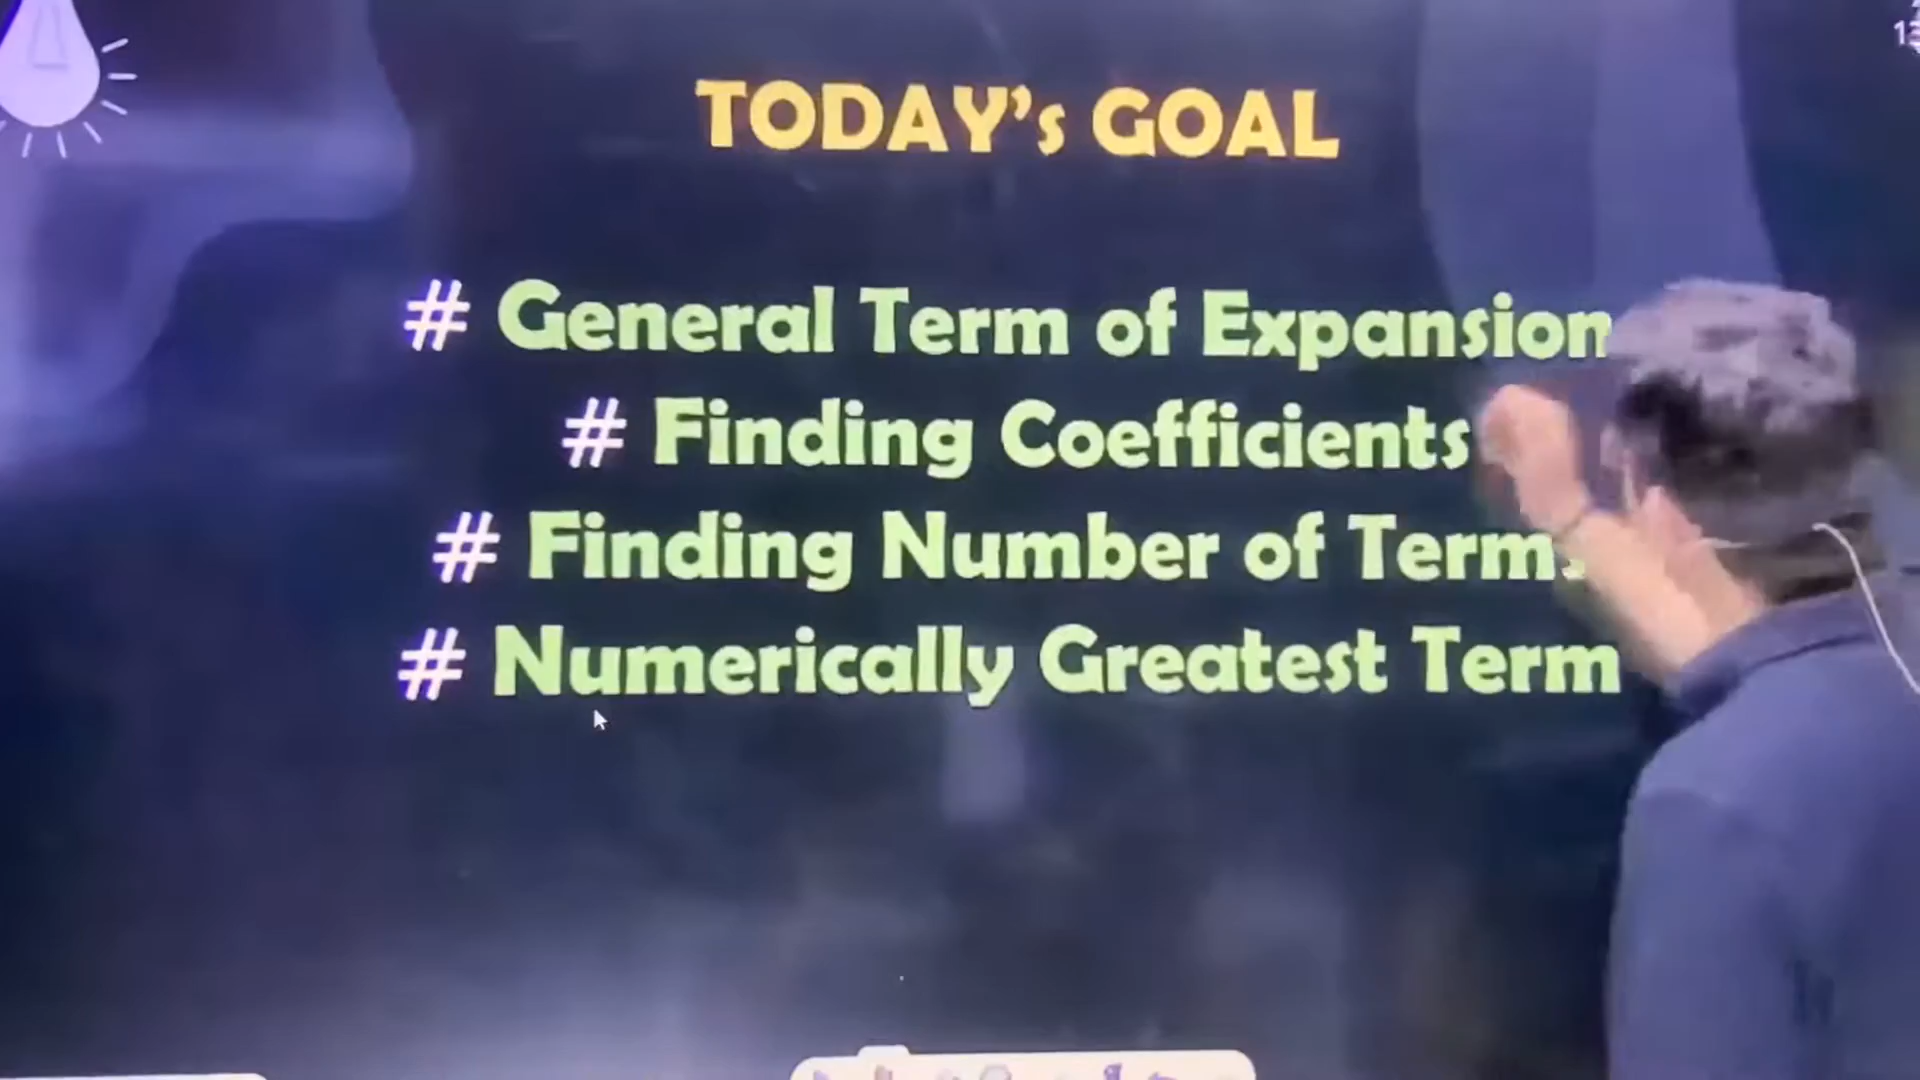 TODAY's GOAL
# General Term of Expansion
# Finding Coefficients
# Finding Number of Terms
# Numerically Greatest Term